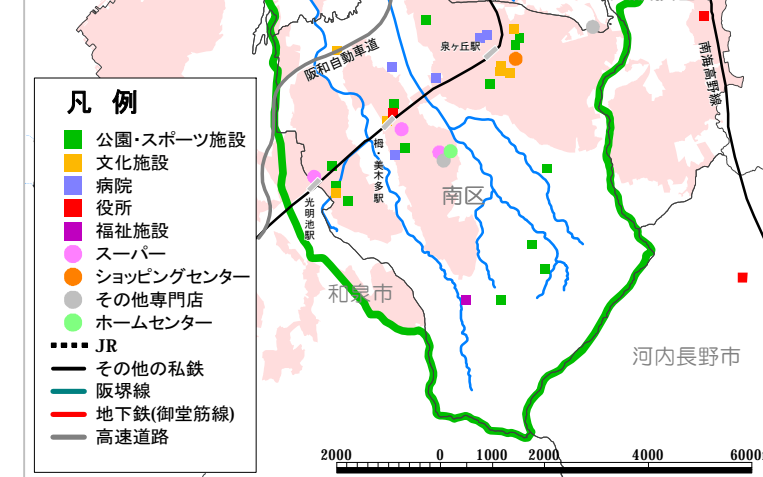 泉ヶ丘駅
阪和自動車道
南海高野線
栂・美木多駅
光明池駅
南区
和泉市
河内長野市
凡 例
公園・スポーツ施設
文化施設
病院
役所
福祉施設
スーパー
ショッピングセンター
その他専門店
ホームセンター
JR
その他の私鉄
阪堺線
地下鉄(御堂筋線)
高速道路
2000 0 1000 2000 4000 6000